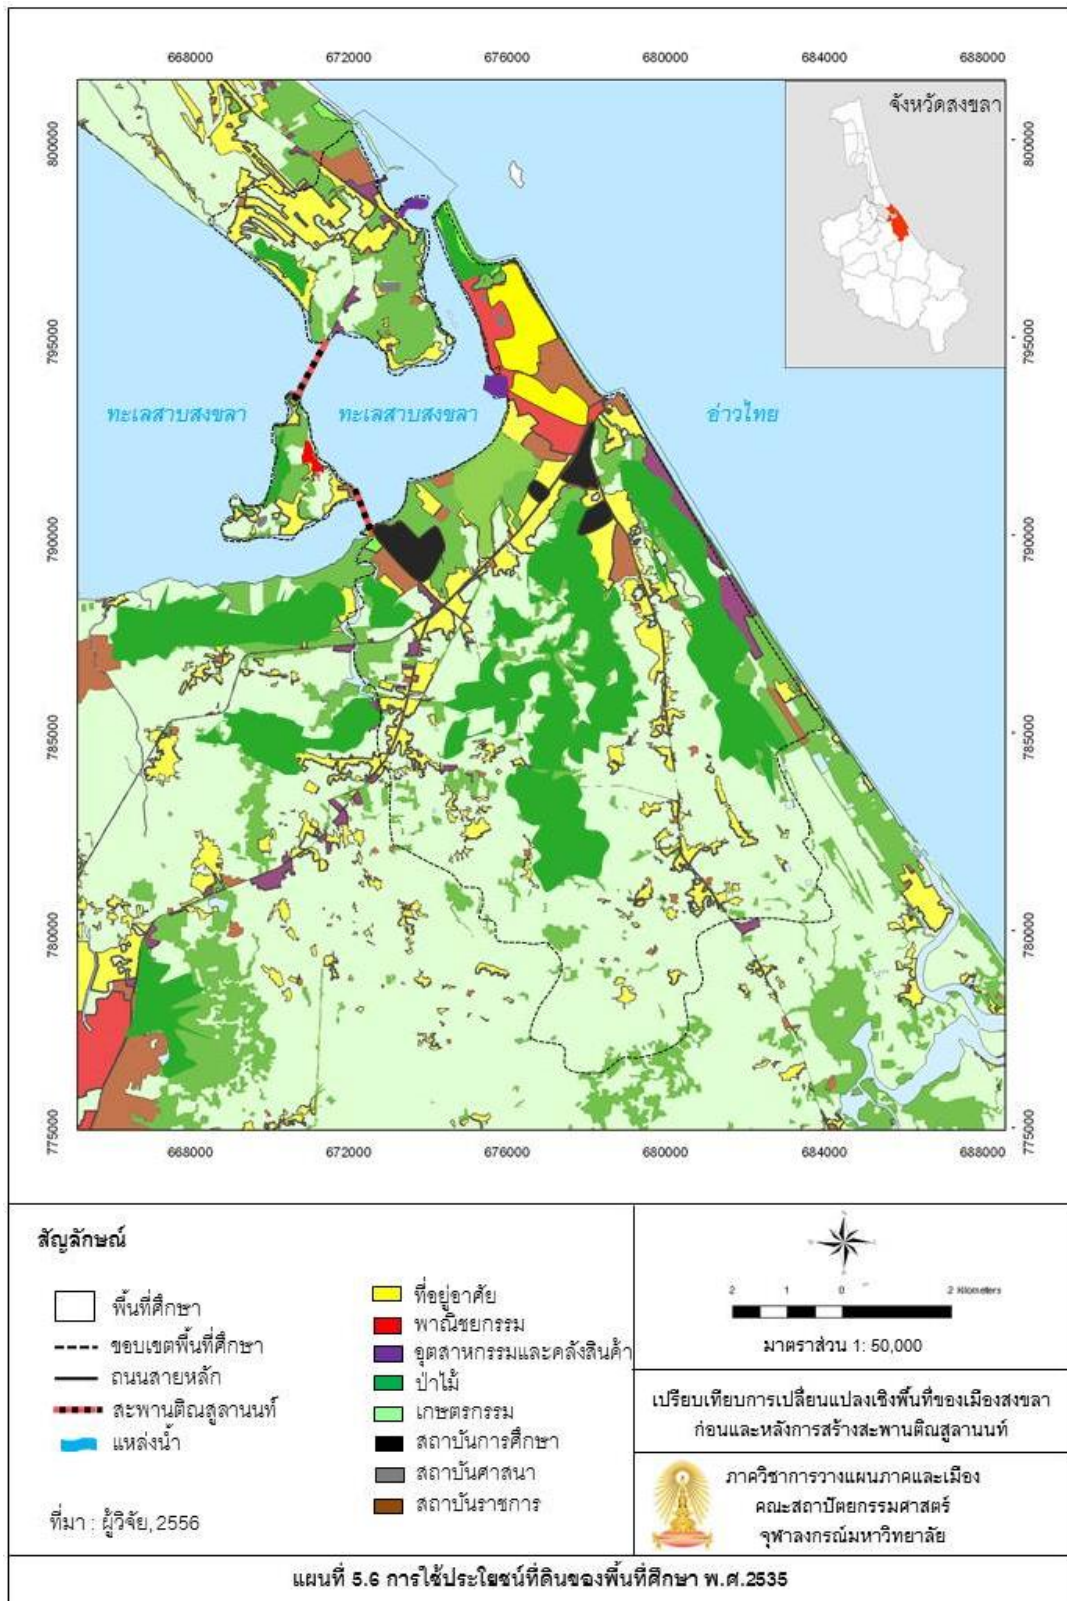 668000 672000 676000 680000 684000 688000
จังหวัดสงขลา
800000 800000
795000 795000
ทะเลสาบสงขลา ทะเลสาบสงขลา อ่าวไทย
790000 790000
785000 785000
780000 780000
775000 775000
668000 672000 676000 680000 684000 688000
สัญลักษณ์
พื้นที่ศึกษา
ขอบเขตพื้นที่ศึกษา
ถนนสายหลัก
สะพานติณสูลานนท์
แหล่งน้ำ
ที่อยู่อาศัย
พาณิชยกรรม
อุตสาหกรรมและคลังสินค้า
ป่าไม้
เกษตรกรรม
สถาบันการศึกษา
สถาบันศาสนา
สถาบันราชการ
ที่มา : ผู้วิจัย, 2556
2 1 0 2 Kilometers
มาตราส่วน 1: 50,000
เปรียบเทียบการเปลี่ยนแปลงเชิงพื้นที่ของเมืองสงขลา
ก่อนและหลังการสร้างสะพานติณสูลานนท์
ภาควิชาการวางแผนภาคและเมือง
คณะสถาปัตยกรรมศาสตร์
จุฬาลงกรณ์มหาวิทยาลัย
แผนที่ 5.6 การใช้ประโยชน์ที่ดินของพื้นที่ศึกษา พ.ศ.2535